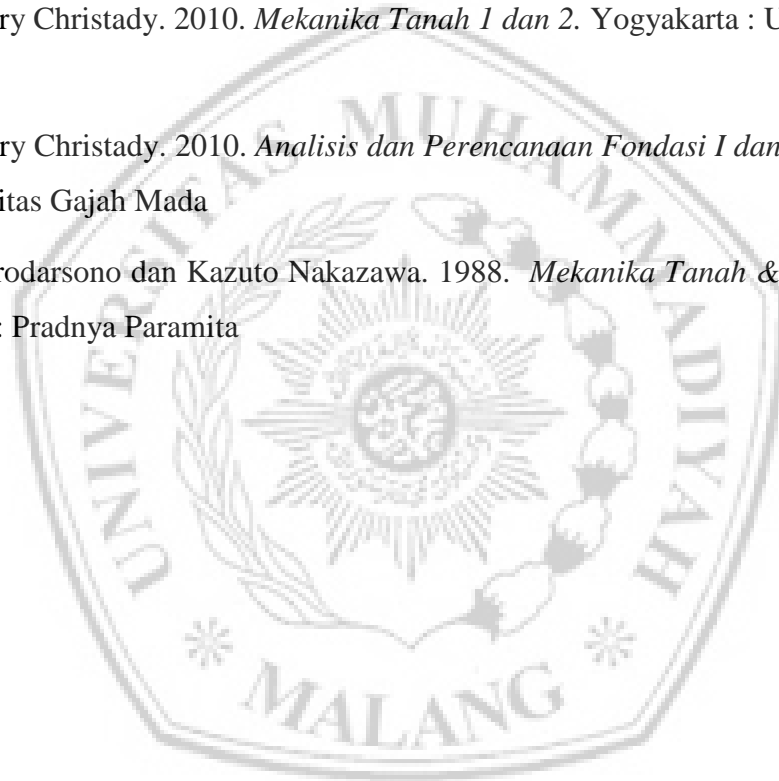 ry Christady. 2010. Mekanika Tanah 1 dan 2. Yogyakarta : U
ry Christady. 2010. Analisis dan Perencanaan Fondasi I dan
itas Gajah Mada
rodarsono dan Kazuto Nakazawa. 1988. Mekanika Tanah &
: Pradnya Paramita
UNIVERSITAS MUHAMMADIYAH
MALANG